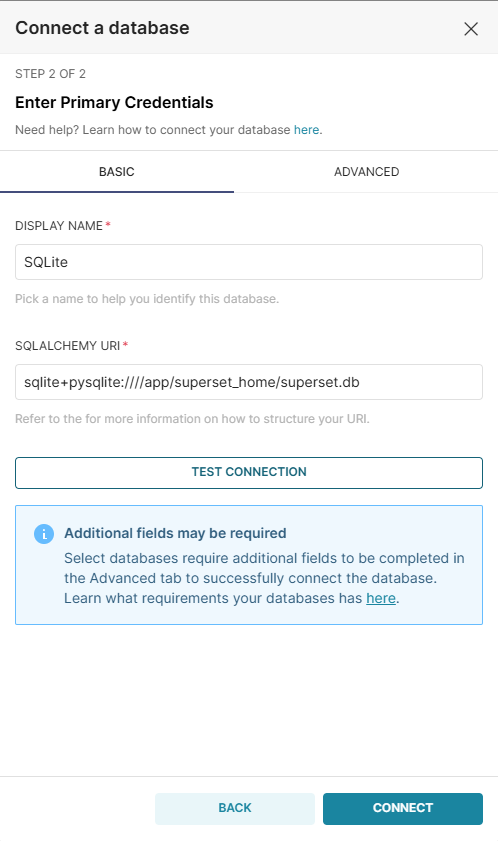 Connect a database
STEP 2 OF 2
Enter Primary Credentials
Need help? Learn how to connect your database here.
BASIC
ADVANCED
DISPLAY NAME*
SQLite
Pick a name to help you identify this database.
SQLALCHEMY URI*
sqlite+pysqlite:////app/superset_home/superset.db
Refer to the for more information on how to structure your URI.
TEST CONNECTION
Additional fields may be required
Select databases require additional fields to be completed in
the Advanced tab to successfully connect the database.
Learn what requirements your databases has here.
BACK
CONNECT